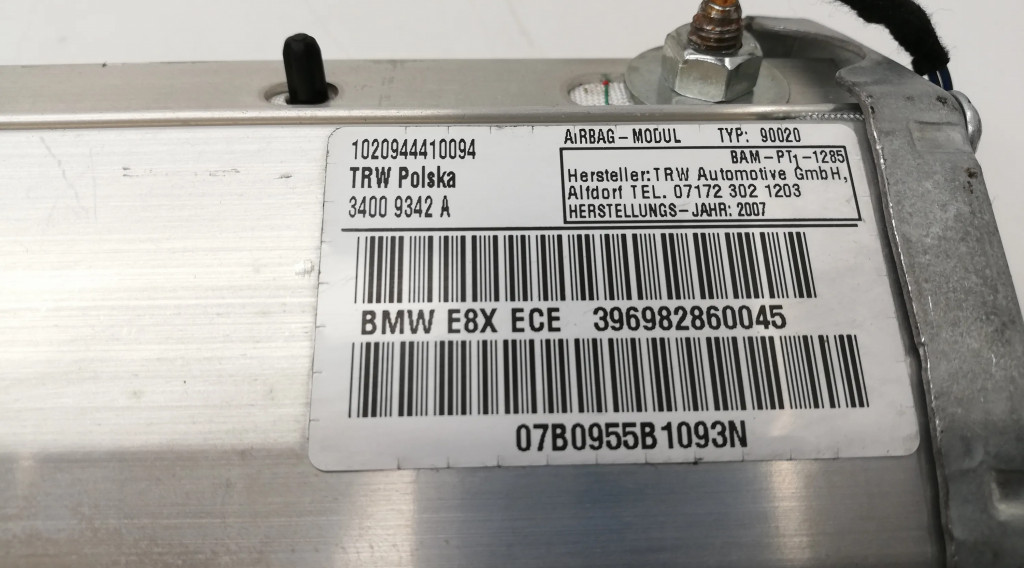 1020944410094
TRW Polska
3400 9342 A
AIRBAG-MODUL TYP: 90020
BAM-PT1-1285
Hersteller: TRW Automotive GmbH,
Alfdorf TEL. 07172 302 1203
HERSTELLUNGS-JAHR: 2007
BMW E8X ECE 396982860045
07B0955B1093N